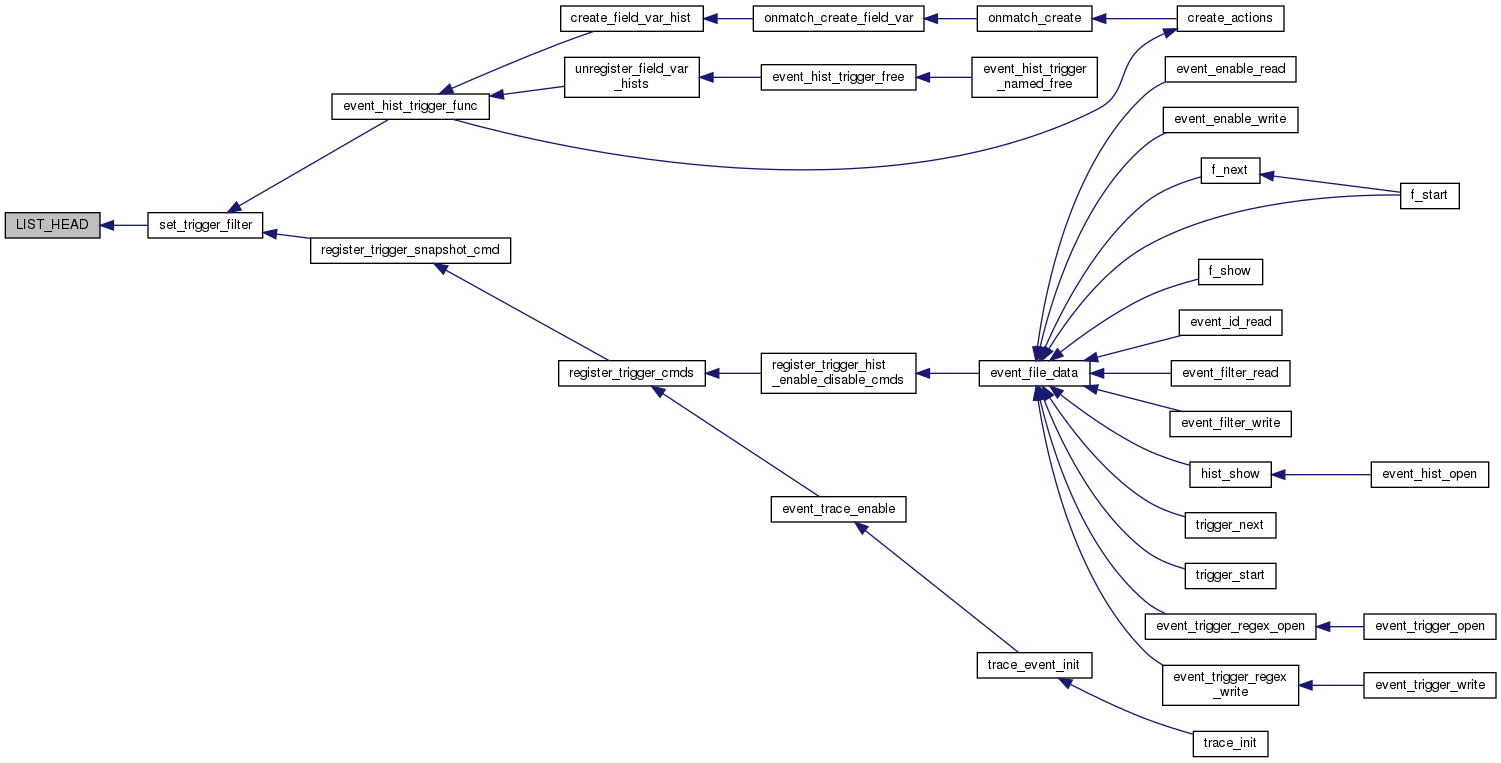 create_field_var_hist
onmatch_create_field_var
onmatch_create
create_actions
unregister_field_var
_hists
event_hist_trigger_free
event_hist_trigger
_named_free
event_enable_read
event_hist_trigger_func
event_enable_write
f_next
f_start
LIST_HEAD
set_trigger_filter
register_trigger_snapshot_cmd
f_show
event_id_read
register_trigger_cmds
register_trigger_hist
_enable_disable_cmds
event_file_data
event_filter_read
event_filter_write
hist_show
event_hist_open
event_trace_enable
trigger_next
trigger_start
event_trigger_regex_open
event_trigger_open
trace_event_init
event_trigger_regex
_write
event_trigger_write
trace_init